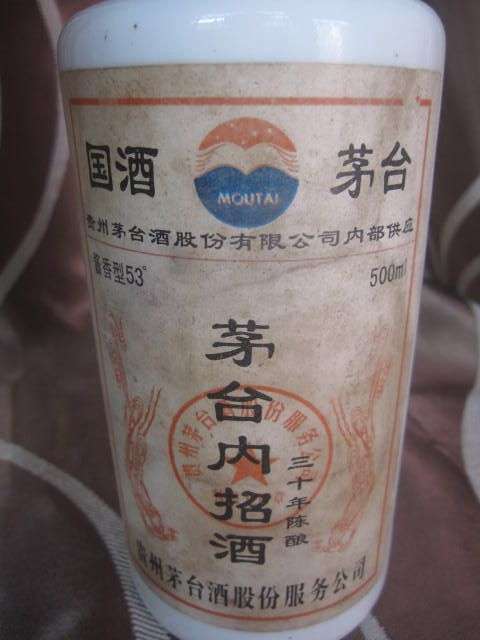 国酒 茅台
MOUTAI
贵州茅台酒股份有限公司内部供应
酱香型53°
500ml
茅台内招酒
三十年陈酿
贵州茅台酒股份服务公司